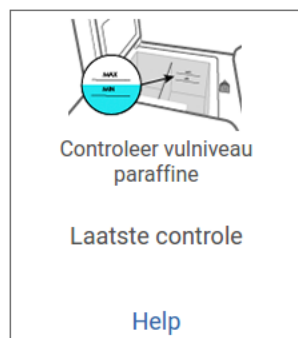 MAX
MIN
Controleer vulniveau
paraffine
Laatste controle
Help